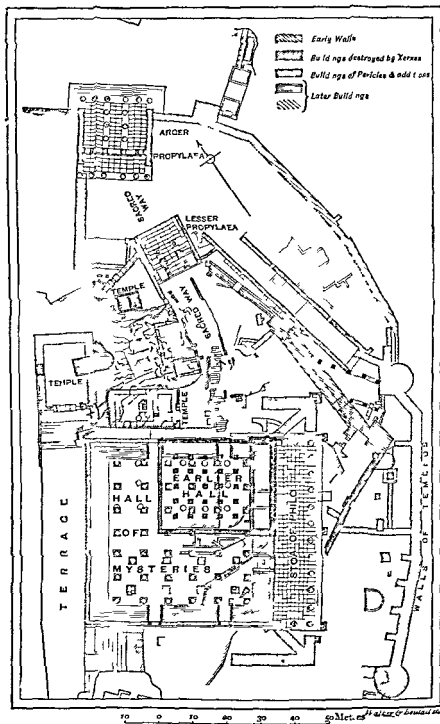 Early Walls
Buildings destroyed by Xerxes
Buildings of Pericles & additions
Later Buildings
ARGER
PROPYLAEA
SACRED
WAY
LESSER
PROPYLAEA
TEMPLE
SACRED
WAY
TEMPLE
TEMPLE
EARLIER
HALL
HALL
OF
MYSTERIES
STOA OF PHILO
TERRACE
WALLS OF TEMENOS
10 0 10 20 30 40 50 Metres